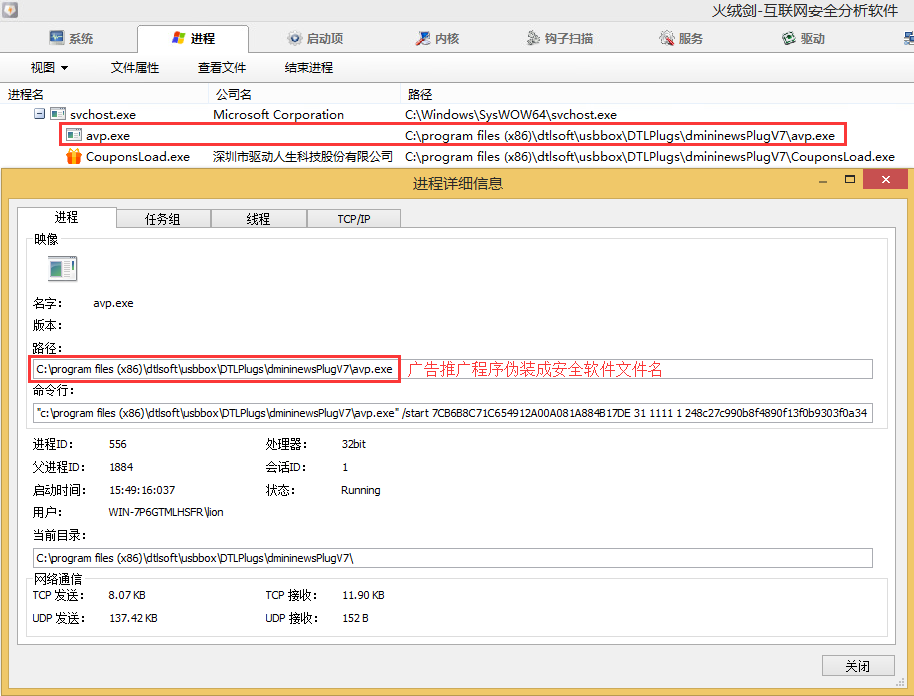 火绒剑-互联网安全分析软件
系统 进程 启动项 内核 钩子扫描 服务 驱动
视图 文件属性 查看文件 结束进程
进程名 公司名 路径
svchost.exe Microsoft Corporation C:\Windows\SysWOW64\svchost.exe
avp.exe C:\program files (x86)\dtlsoft\usbbox\DTLPlugs\dmininewsPlugV7\avp.exe
CouponsLoad.exe 深圳市驱动人生科技股份有限公司 C:\program files (x86)\dtlsoft\usbbox\DTLPlugs\dmininewsPlugV7\CouponsLoad.exe
进程详细信息
进程 任务组 线程 TCP/IP
映像
名字: avp.exe
版本:
路径:
C:\program files (x86)\dtlsoft\usbbox\DTLPlugs\dmininewsPlugV7\avp.exe 广告推广程序伪装成安全软件文件名
命令行:
"c:\program files (x86)\dtlsoft\usbbox\DTLPlugs\dmininewsPlugV7\avp.exe" /start 7CB6B8C71C654912A00A081A884B17DE 31 1111 1 248c27c990b8f4890f13f0b9303f0a34
进程ID: 556 处理器: 32bit
父进程ID: 1884 会话ID: 1
启动时间: 15:49:16:037 状态: Running
用户: WIN-7P6GTMLHSFR\lion
当前目录:
C:\program files (x86)\dtlsoft\usbbox\DTLPlugs\dmininewsPlugV7\
网络通信
TCP 发送: 8.07 KB TCP 接收: 11.90 KB
UDP 发送: 137.42 KB UDP 接收: 152 B
关闭